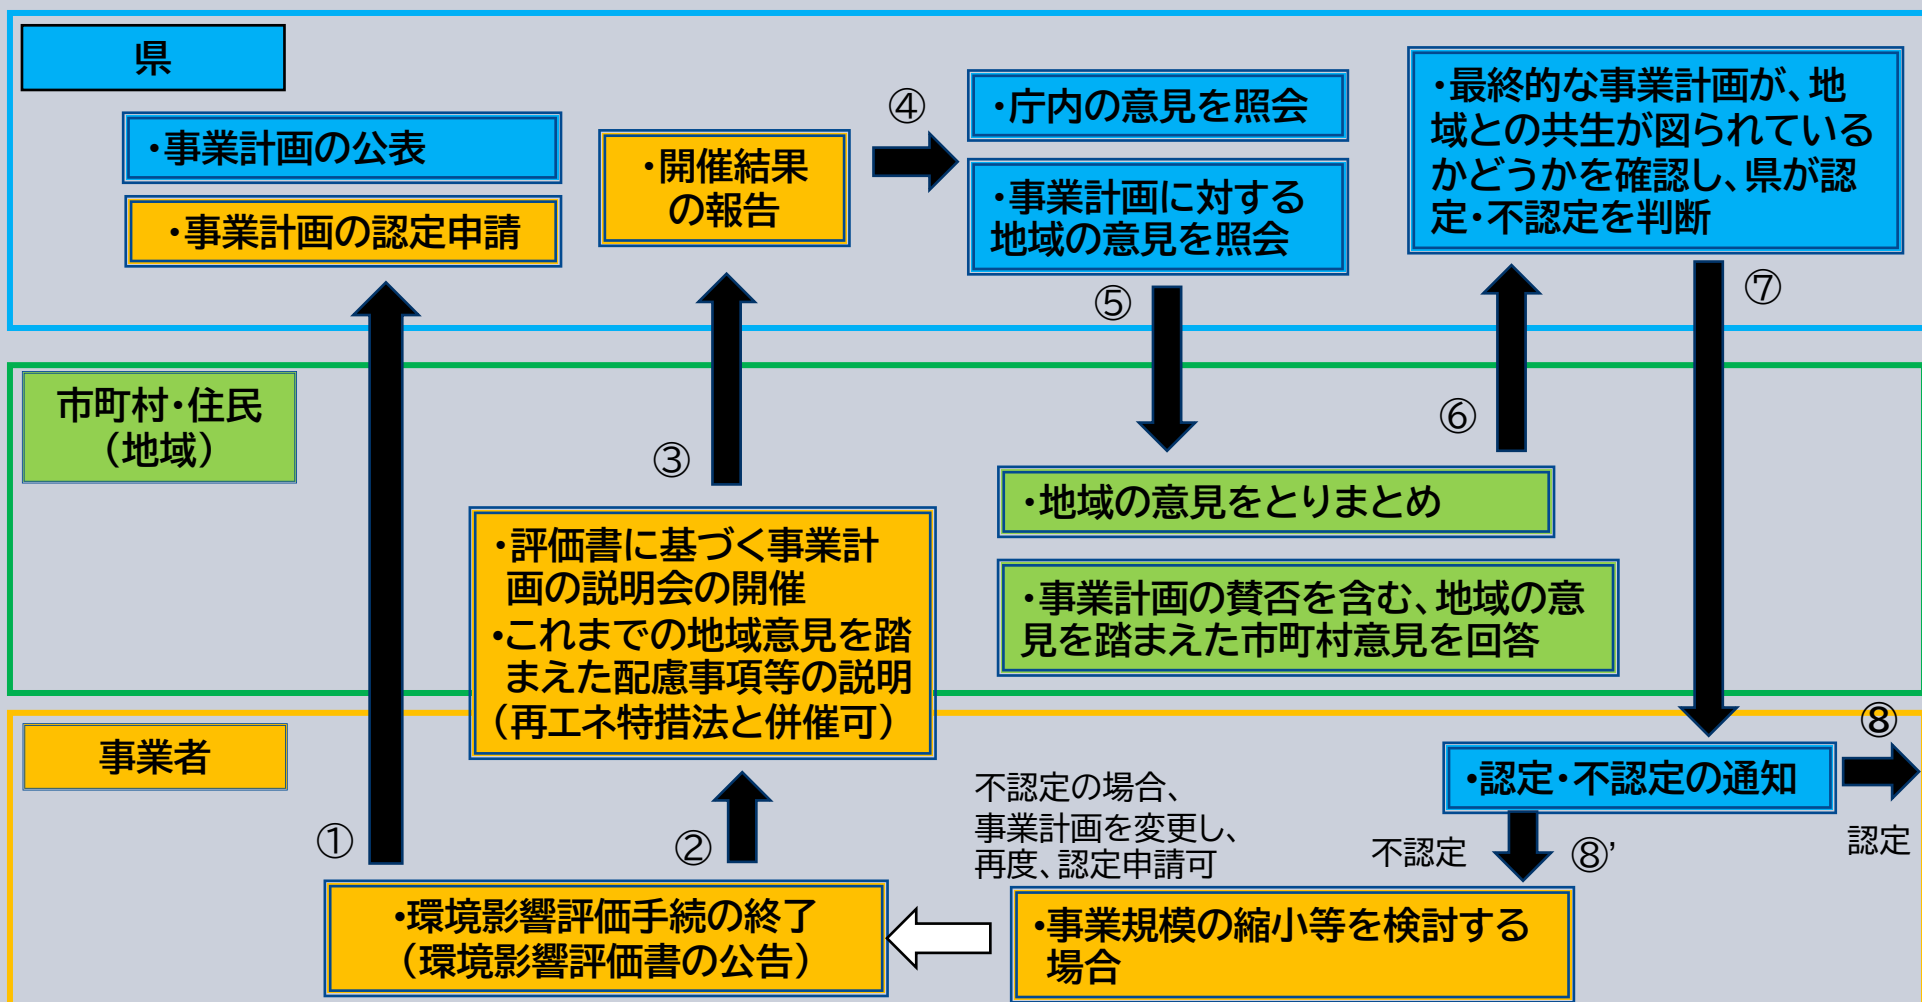 県
・事業計画の公表
・事業計画の認定申請
・開催結果
の報告
④
・庁内の意見を照会
・事業計画に対する
地域の意見を照会
・最終的な事業計画が、地
域との共生が図られている
かどうかを確認し、県が認
定・不認定を判断
⑤
⑦
市町村・住民
（地域）
③
⑥
・地域の意見をとりまとめ
・事業計画の賛否を含む、地域の意
見を踏まえた市町村意見を回答
・評価書に基づく事業計
画の説明会の開催
・これまでの地域意見を踏
まえた配慮事項等の説明
（再エネ特措法と併催可）
事業者
①
②
不認定の場合、
事業計画を変更し、
再度、認定申請可
・認定・不認定の通知
⑧
認定
不認定
⑧’
・環境影響評価手続の終了
（環境影響評価書の公告）
・事業規模の縮小等を検討する
場合